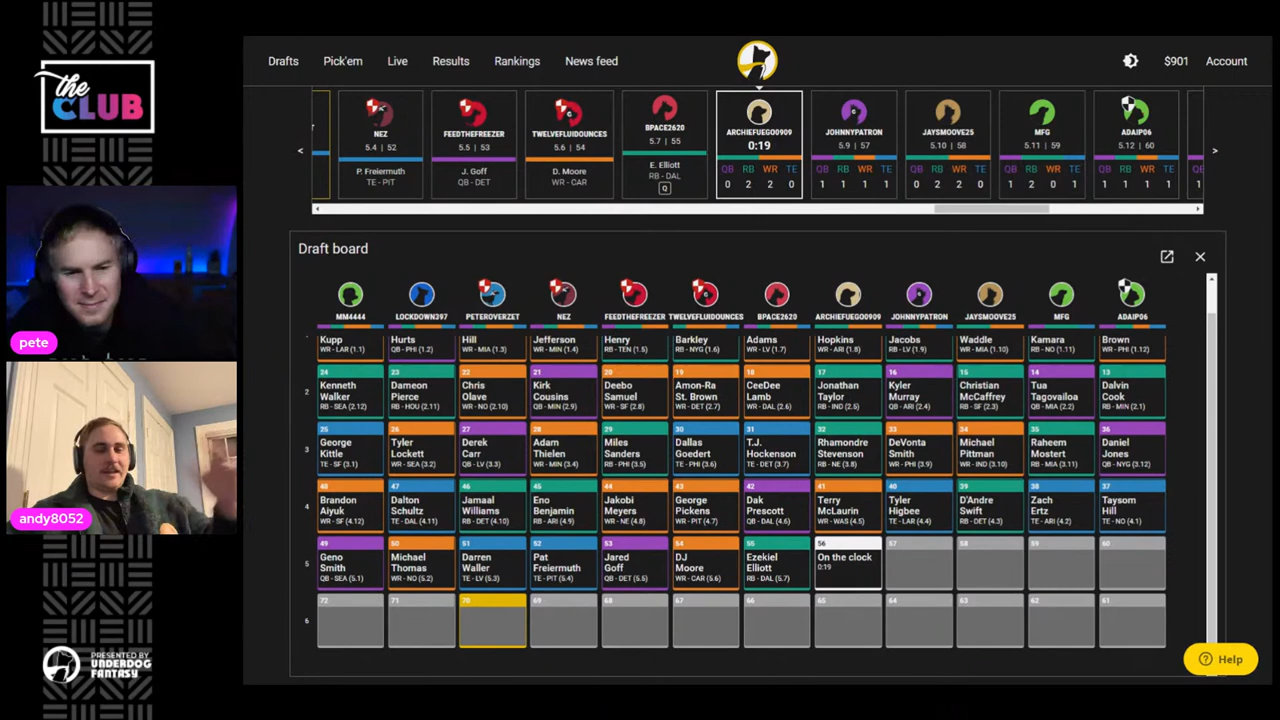 the
CLUB
pete
andy8052
PRESENTED BY
UNDERDOG
FANTASY
Drafts
Pick'em
Live
Results
Rankings
News feed
$901
Account
<
NEZ
5.4 | 52
P. Freiermuth
TE - PIT
FEEDTHEFREEZER
5.5 | 53
J. Goff
QB - DET
TWELVEFLUIDOUNCES
5.6 | 54
D. Moore
WR - CAR
BPACE2620
5.7 | 55
E. Elliott
RB - DAL
Q
ARCHIEFUEGO0909
0:19
QB RB WR TE
0 2 2 0
JOHNNYPATRON
5.9 | 57
QB RB WR TE
1 1 1 1
JAYSMOOVE25
5.10 | 58
QB RB WR TE
0 2 2 0
MFG
5.11 | 59
QB RB WR TE
1 2 0 1
ADAIP06
5.12 | 60
QB RB WR TE
1 1 1 1
>
Draft board
MM4444 LOCKDOWN397 PETEROVERZET NEZ FEEDTHEFREEZER TWELVEFLUIDOUNCES BPACE2620 ARCHIEFUEGO0909 JOHNNYPATRON JAYSMOOVE25 MFG ADAIP06
Kupp Hurts Hill Jefferson Henry Barkley Adams Hopkins Jacobs Waddle Kamara Brown
WR - LAR (1.1) QB - PHI (1.2) WR - MIA (1.3) WR - MIN (1.4) RB - TEN (1.5) RB - NYG (1.6) WR - LV (1.7) WR - ARI (1.8) RB - LV (1.9) WR - MIA (1.10) RB - NO (1.11) WR - PHI (1.12)
2
24 23 22 21 20 19 18 17 16 15 14 13
Kenneth Dameon Chris Kirk Deebo Amon-Ra CeeDee Jonathan Kyler Christian Tua Dalvin
Walker Pierce Olave Cousins Samuel St. Brown Lamb Taylor Murray McCaffrey Tagovailoa Cook
RB - SEA (2.12) RB - HOU (2.11) WR - NO (2.10) QB - MIN (2.9) WR - SF (2.8) WR - DET (2.7) WR - DAL (2.6) RB - IND (2.5) QB - ARI (2.4) RB - SF (2.3) QB - MIA (2.2) RB - MIN (2.1)
3
25 26 27 28 29 30 31 32 33 34 35 36
George Tyler Derek Adam Miles Dallas T.J. Rhamondre DeVonta Michael Raheem Daniel
Kittle Lockett Carr Thielen Sanders Goedert Hockenson Stevenson Smith Pittman Mostert Jones
TE - SF (3.1) WR - SEA (3.2) QB - LV (3.3) WR - MIN (3.4) RB - PHI (3.5) TE - PHI (3.6) TE - DET (3.7) RB - NE (3.8) WR - PHI (3.9) WR - IND (3.10) RB - MIA (3.11) QB - NYG (3.12)
4
48 47 46 45 44 43 42 41 40 39 38 37
Brandon Dalton Jamaal Eno Jakobi George Dak Terry Tyler D'Andre Zach Taysom
Aiyuk Schultz Williams Benjamin Meyers Pickens Prescott McLaurin Higbee Swift Ertz Hill
WR - SF (4.12) TE - DAL (4.11) RB - DET (4.10) RB - ARI (4.9) WR - NE (4.8) WR - PIT (4.7) QB - DAL (4.6) WR - WAS (4.5) TE - LAR (4.4) RB - DET (4.3) TE - ARI (4.2) TE - NO (4.1)
5
49 50 51 52 53 54 55 56 57 58 59 60
Geno Michael Darren Pat Jared DJ Ezekiel On the clock
Smith Thomas Waller Freiermuth Goff Moore Elliott 0:19
QB - SEA (5.1) WR - NO (5.2) TE - LV (5.3) TE - PIT (5.4) QB - DET (5.5) WR - CAR (5.6) RB - DAL (5.7)
6
72 71 70 69 68 67 66 65 64 63 62 61
Help